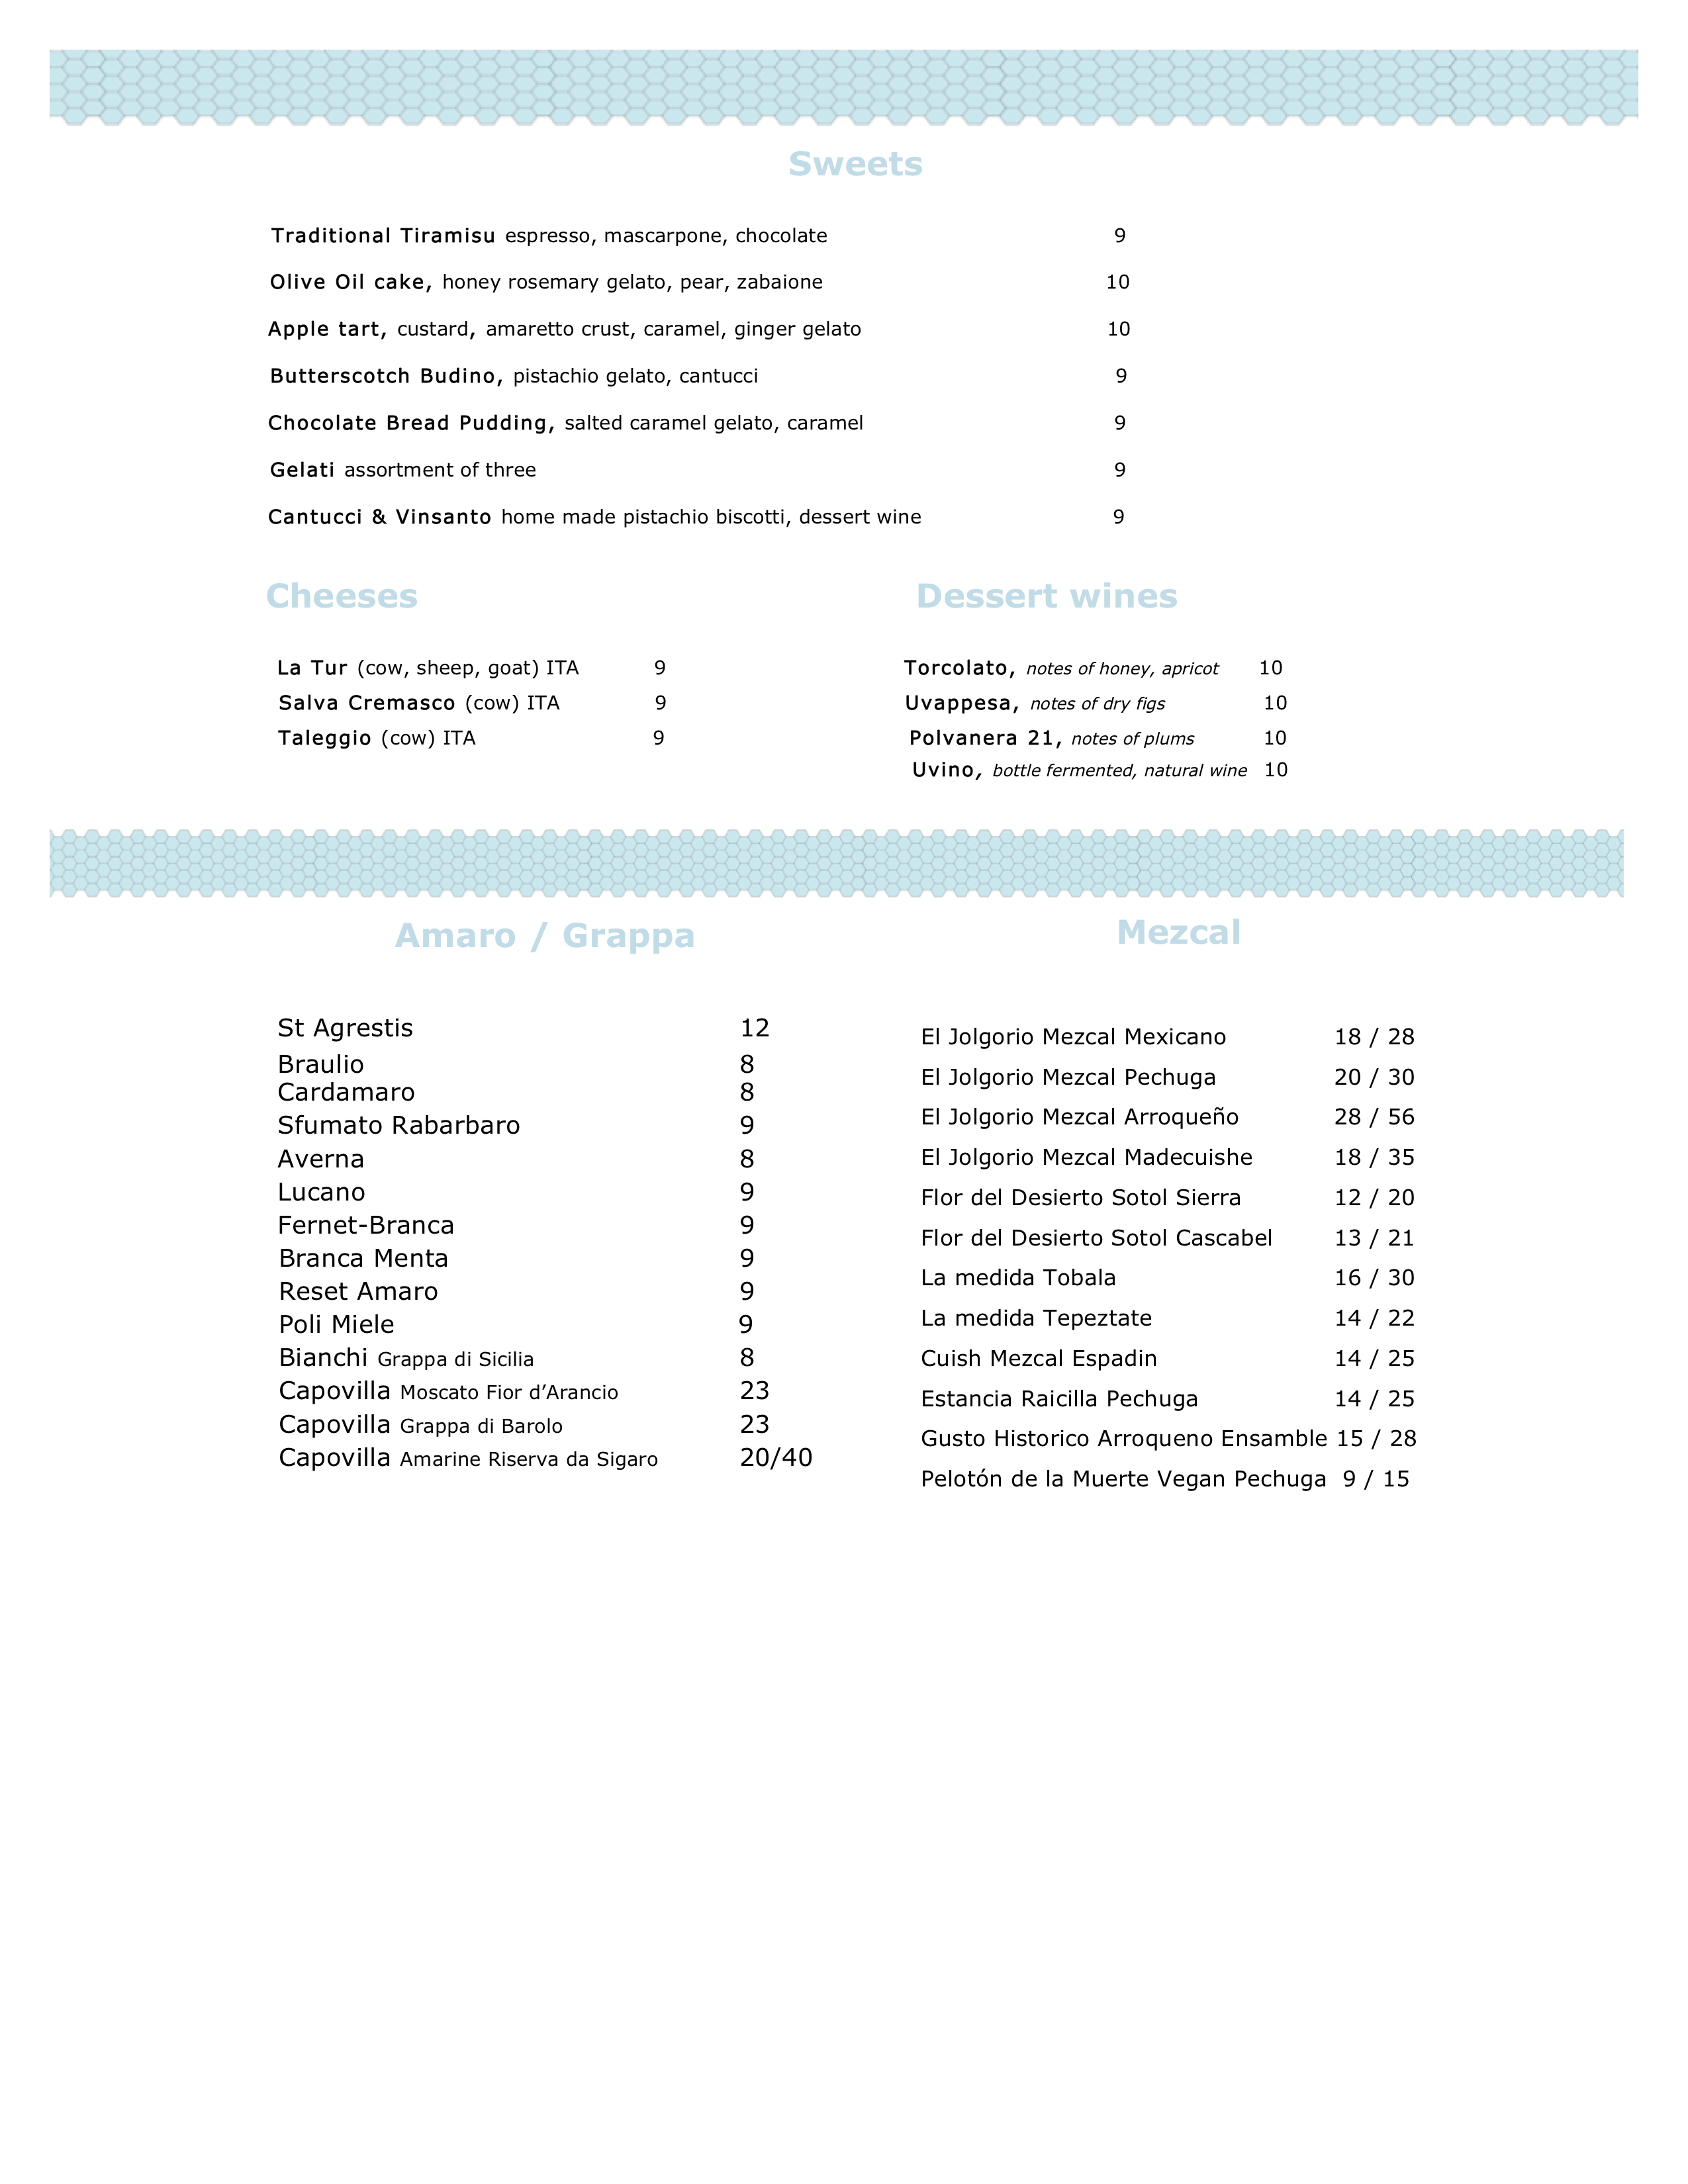 Sweets
Traditional Tiramisu espresso, mascarpone, chocolate 9
Olive Oil cake, honey rosemary gelato, pear, zabaione 10
Apple tart, custard, amaretto crust, caramel, ginger gelato 10
Butterscotch Budino, pistachio gelato, cantucci 9
Chocolate Bread Pudding, salted caramel gelato, caramel 9
Gelati assortment of three 9
Cantucci & Vinsanto home made pistachio biscotti, dessert wine 9
Cheeses
La Tur (cow, sheep, goat) ITA 9
Salva Cremasco (cow) ITA 9
Taleggio (cow) ITA 9
Dessert wines
Torcolato, notes of honey, apricot 10
Uvappesa, notes of dry figs 10
Polvanera 21, notes of plums 10
Uvino, bottle fermented, natural wine 10
Amaro / Grappa
St Agrestis 12
Braulio 8
Cardamaro 8
Sfumato Rabarbaro 9
Averna 8
Lucano 9
Fernet-Branca 9
Branca Menta 9
Reset Amaro 9
Poli Miele 9
Bianchi Grappa di Sicilia 8
Capovilla Moscato Fior d’Arancio 23
Capovilla Grappa di Barolo 23
Capovilla Amarine Riserva da Sigaro 20/40
Mezcal
El Jolgorio Mezcal Mexicano 18 / 28
El Jolgorio Mezcal Pechuga 20 / 30
El Jolgorio Mezcal Arroqueño 28 / 56
El Jolgorio Mezcal Madecuishe 18 / 35
Flor del Desierto Sotol Sierra 12 / 20
Flor del Desierto Sotol Cascabel 13 / 21
La medida Tobala 16 / 30
La medida Tepeztate 14 / 22
Cuish Mezcal Espadin 14 / 25
Estancia Raicilla Pechuga 14 / 25
Gusto Historico Arroqueno Ensamble 15 / 28
Pelotón de la Muerte Vegan Pechuga 9 / 15